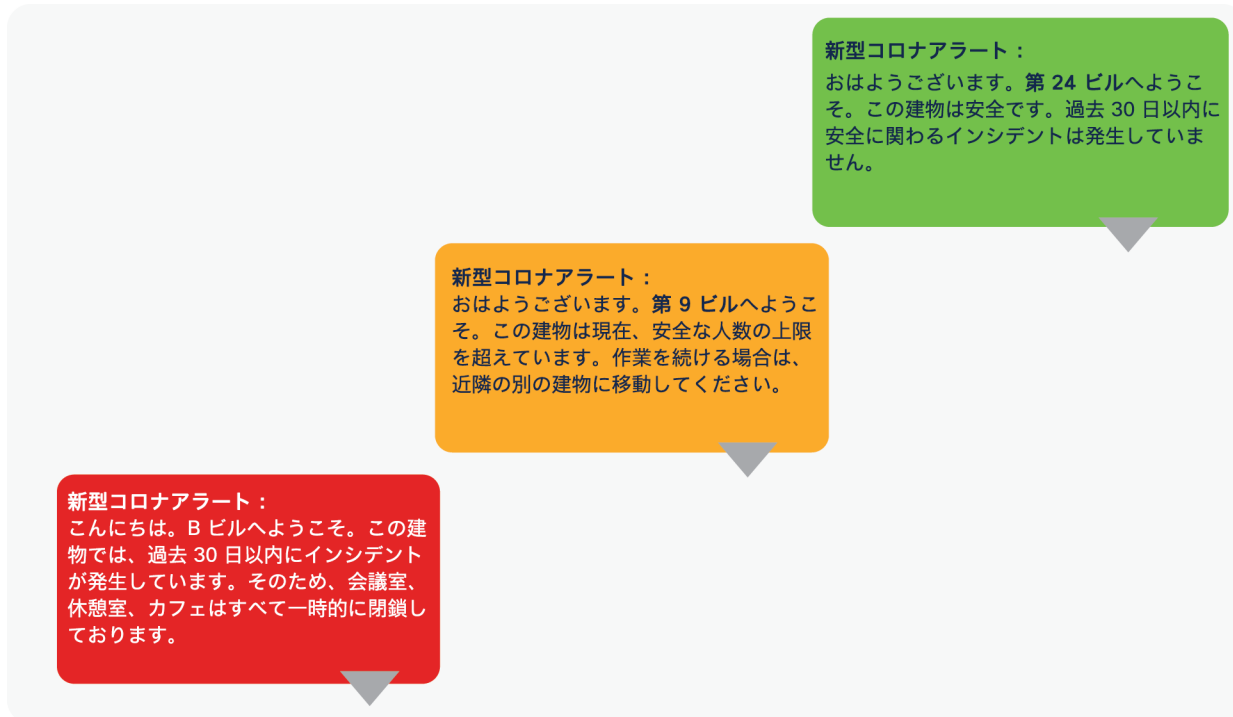 新型コロナアラート：
おはようございます。第 24 ビルへようこ
そ。この建物は安全です。過去 30 日以内に
安全に関わるインシデントは発生していま
せん。
新型コロナアラート：
おはようございます。第 9 ビルへようこ
そ。この建物は現在、安全な人数の上限
を超えています。作業を続ける場合は、
近隣の別の建物に移動してください。
新型コロナアラート：
こんにちは。B ビルへようこそ。この建
物では、過去 30 日以内にインシデント
が発生しています。そのため、会議室、
休憩室、カフェはすべて一時的に閉鎖し
ております。